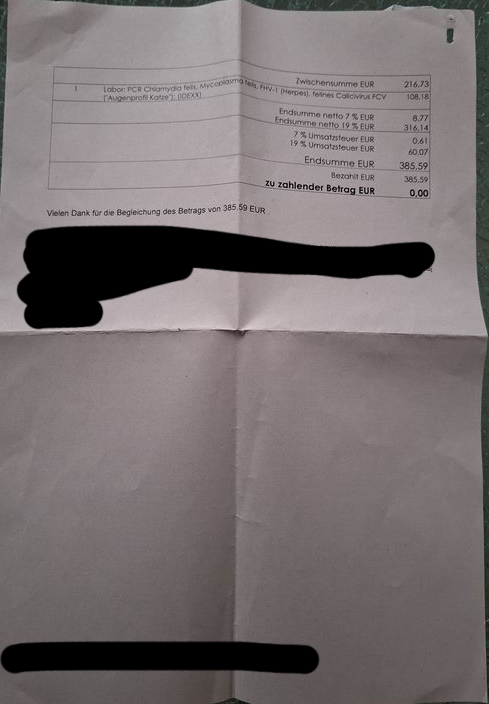 Zwischensumme EUR 216,73
1 Labor: PCR Chlamydia felis, Mycoplasma felis, FHV-1 (Herpes), felines Calicivirus FCV 108,18
("Augenprofil Katze"); (IDEXX)
Endsumme netto 7 % EUR 8,77
Endsumme netto 19 % EUR 316,14
7 % Umsatzsteuer EUR 0,61
19 % Umsatzsteuer EUR 60,07
Endsumme EUR 385,59
Bezahlt EUR 385,59
zu zahlender Betrag EUR 0,00
Vielen Dank für die Begleichung des Betrags von 385,59 EUR.